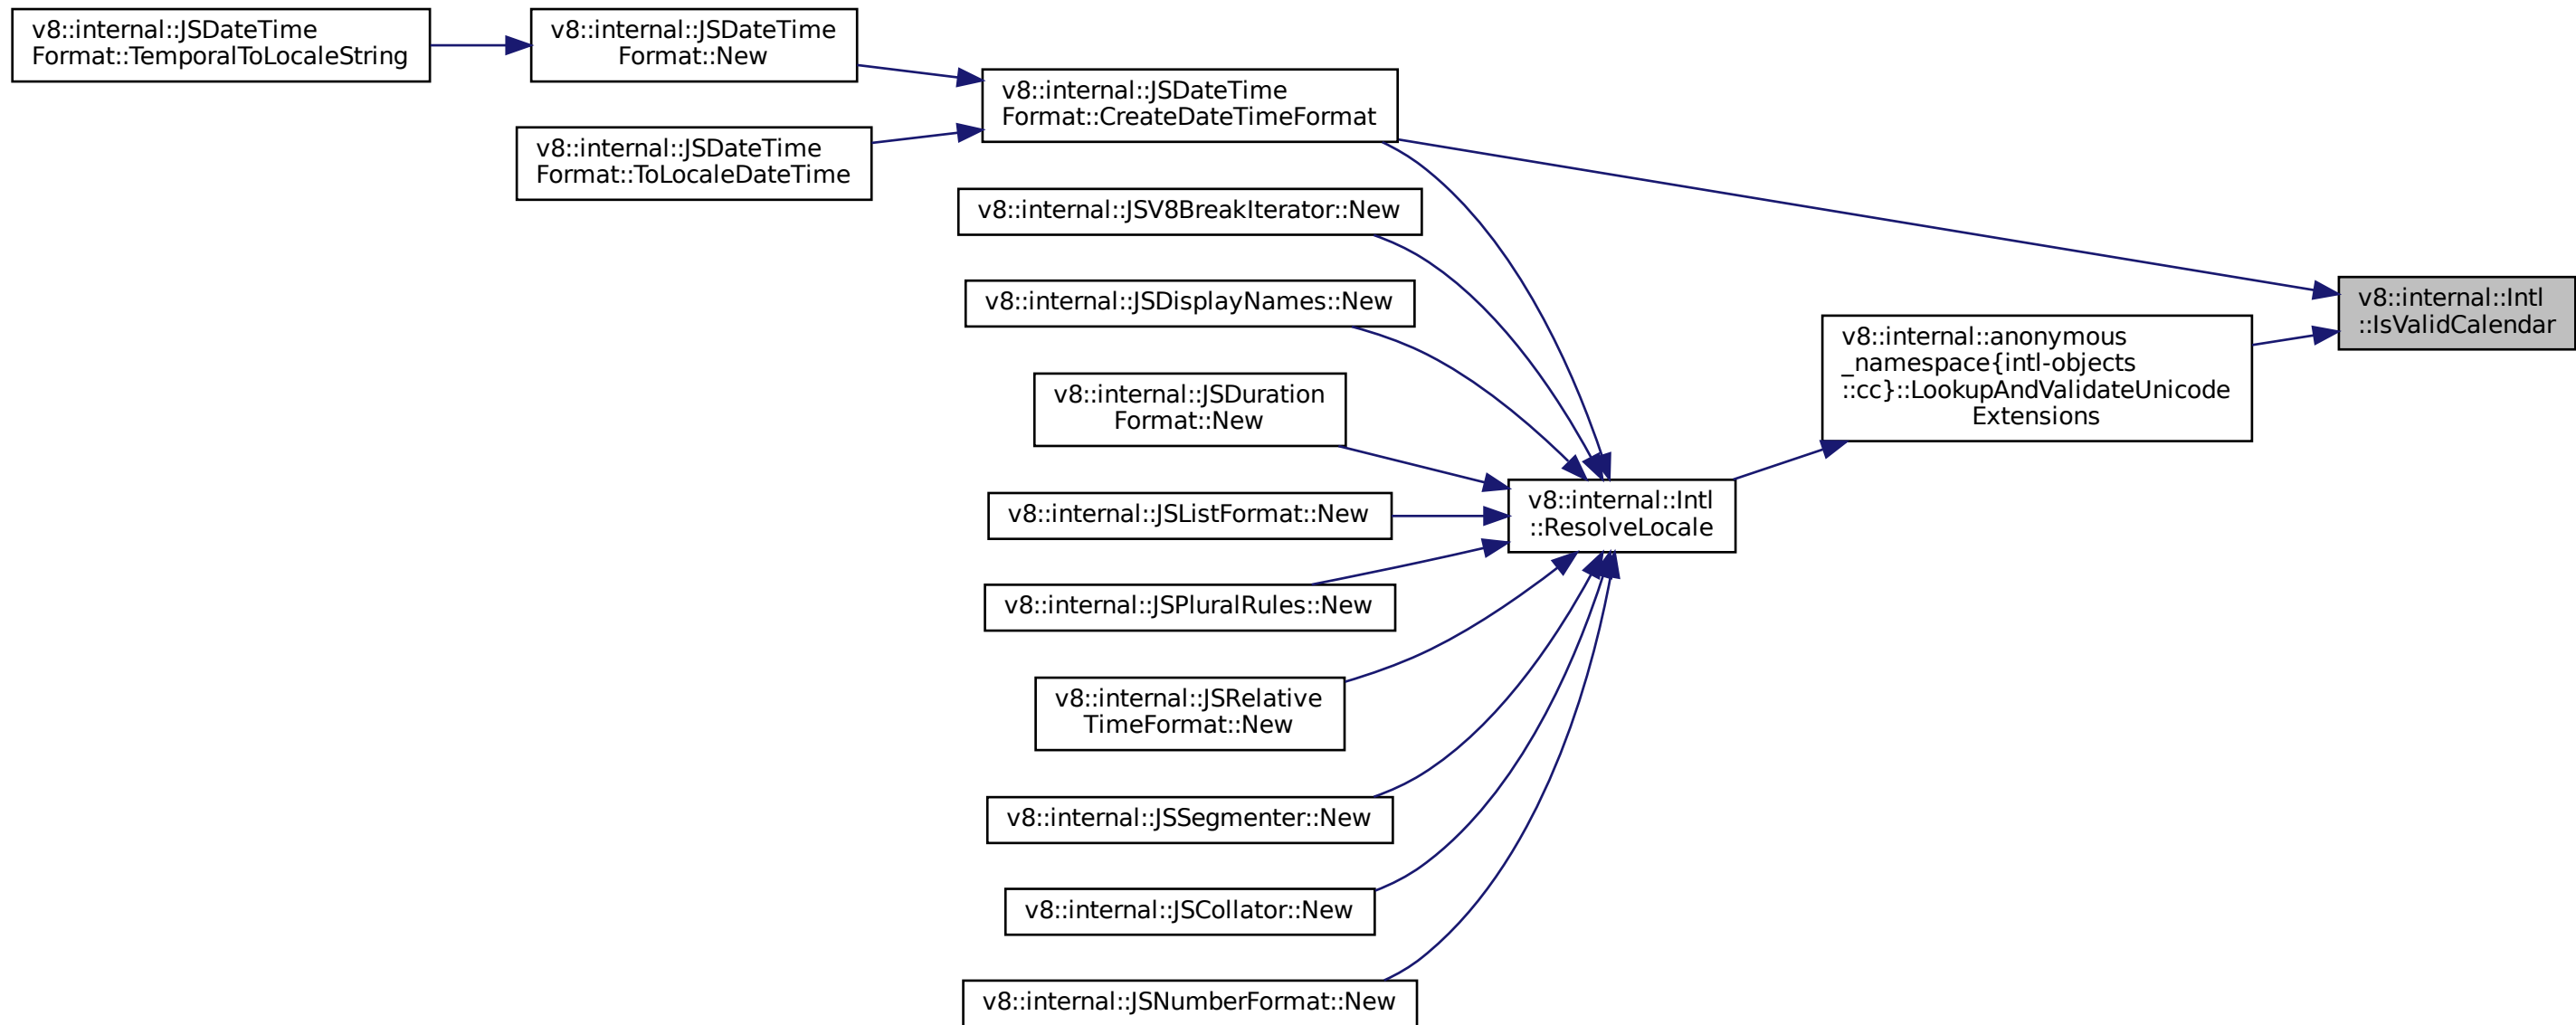 v8::internal::JSDateTime
Format::TemporalToLocaleString
v8::internal::JSDateTime
Format::New
v8::internal::JSDateTime
Format::ToLocaleDateTime
v8::internal::JSDateTime
Format::CreateDateTimeFormat
v8::internal::JSV8BreakIterator::New
v8::internal::JSDisplayNames::New
v8::internal::JSDuration
Format::New
v8::internal::JSListFormat::New
v8::internal::JSPluralRules::New
v8::internal::JSRelative
TimeFormat::New
v8::internal::JSSegmenter::New
v8::internal::JSCollator::New
v8::internal::JSNumberFormat::New
v8::internal::Intl
::ResolveLocale
v8::internal::anonymous
_namespace{intl-objects
::cc}::LookupAndValidateUnicode
Extensions
v8::internal::Intl
::IsValidCalendar